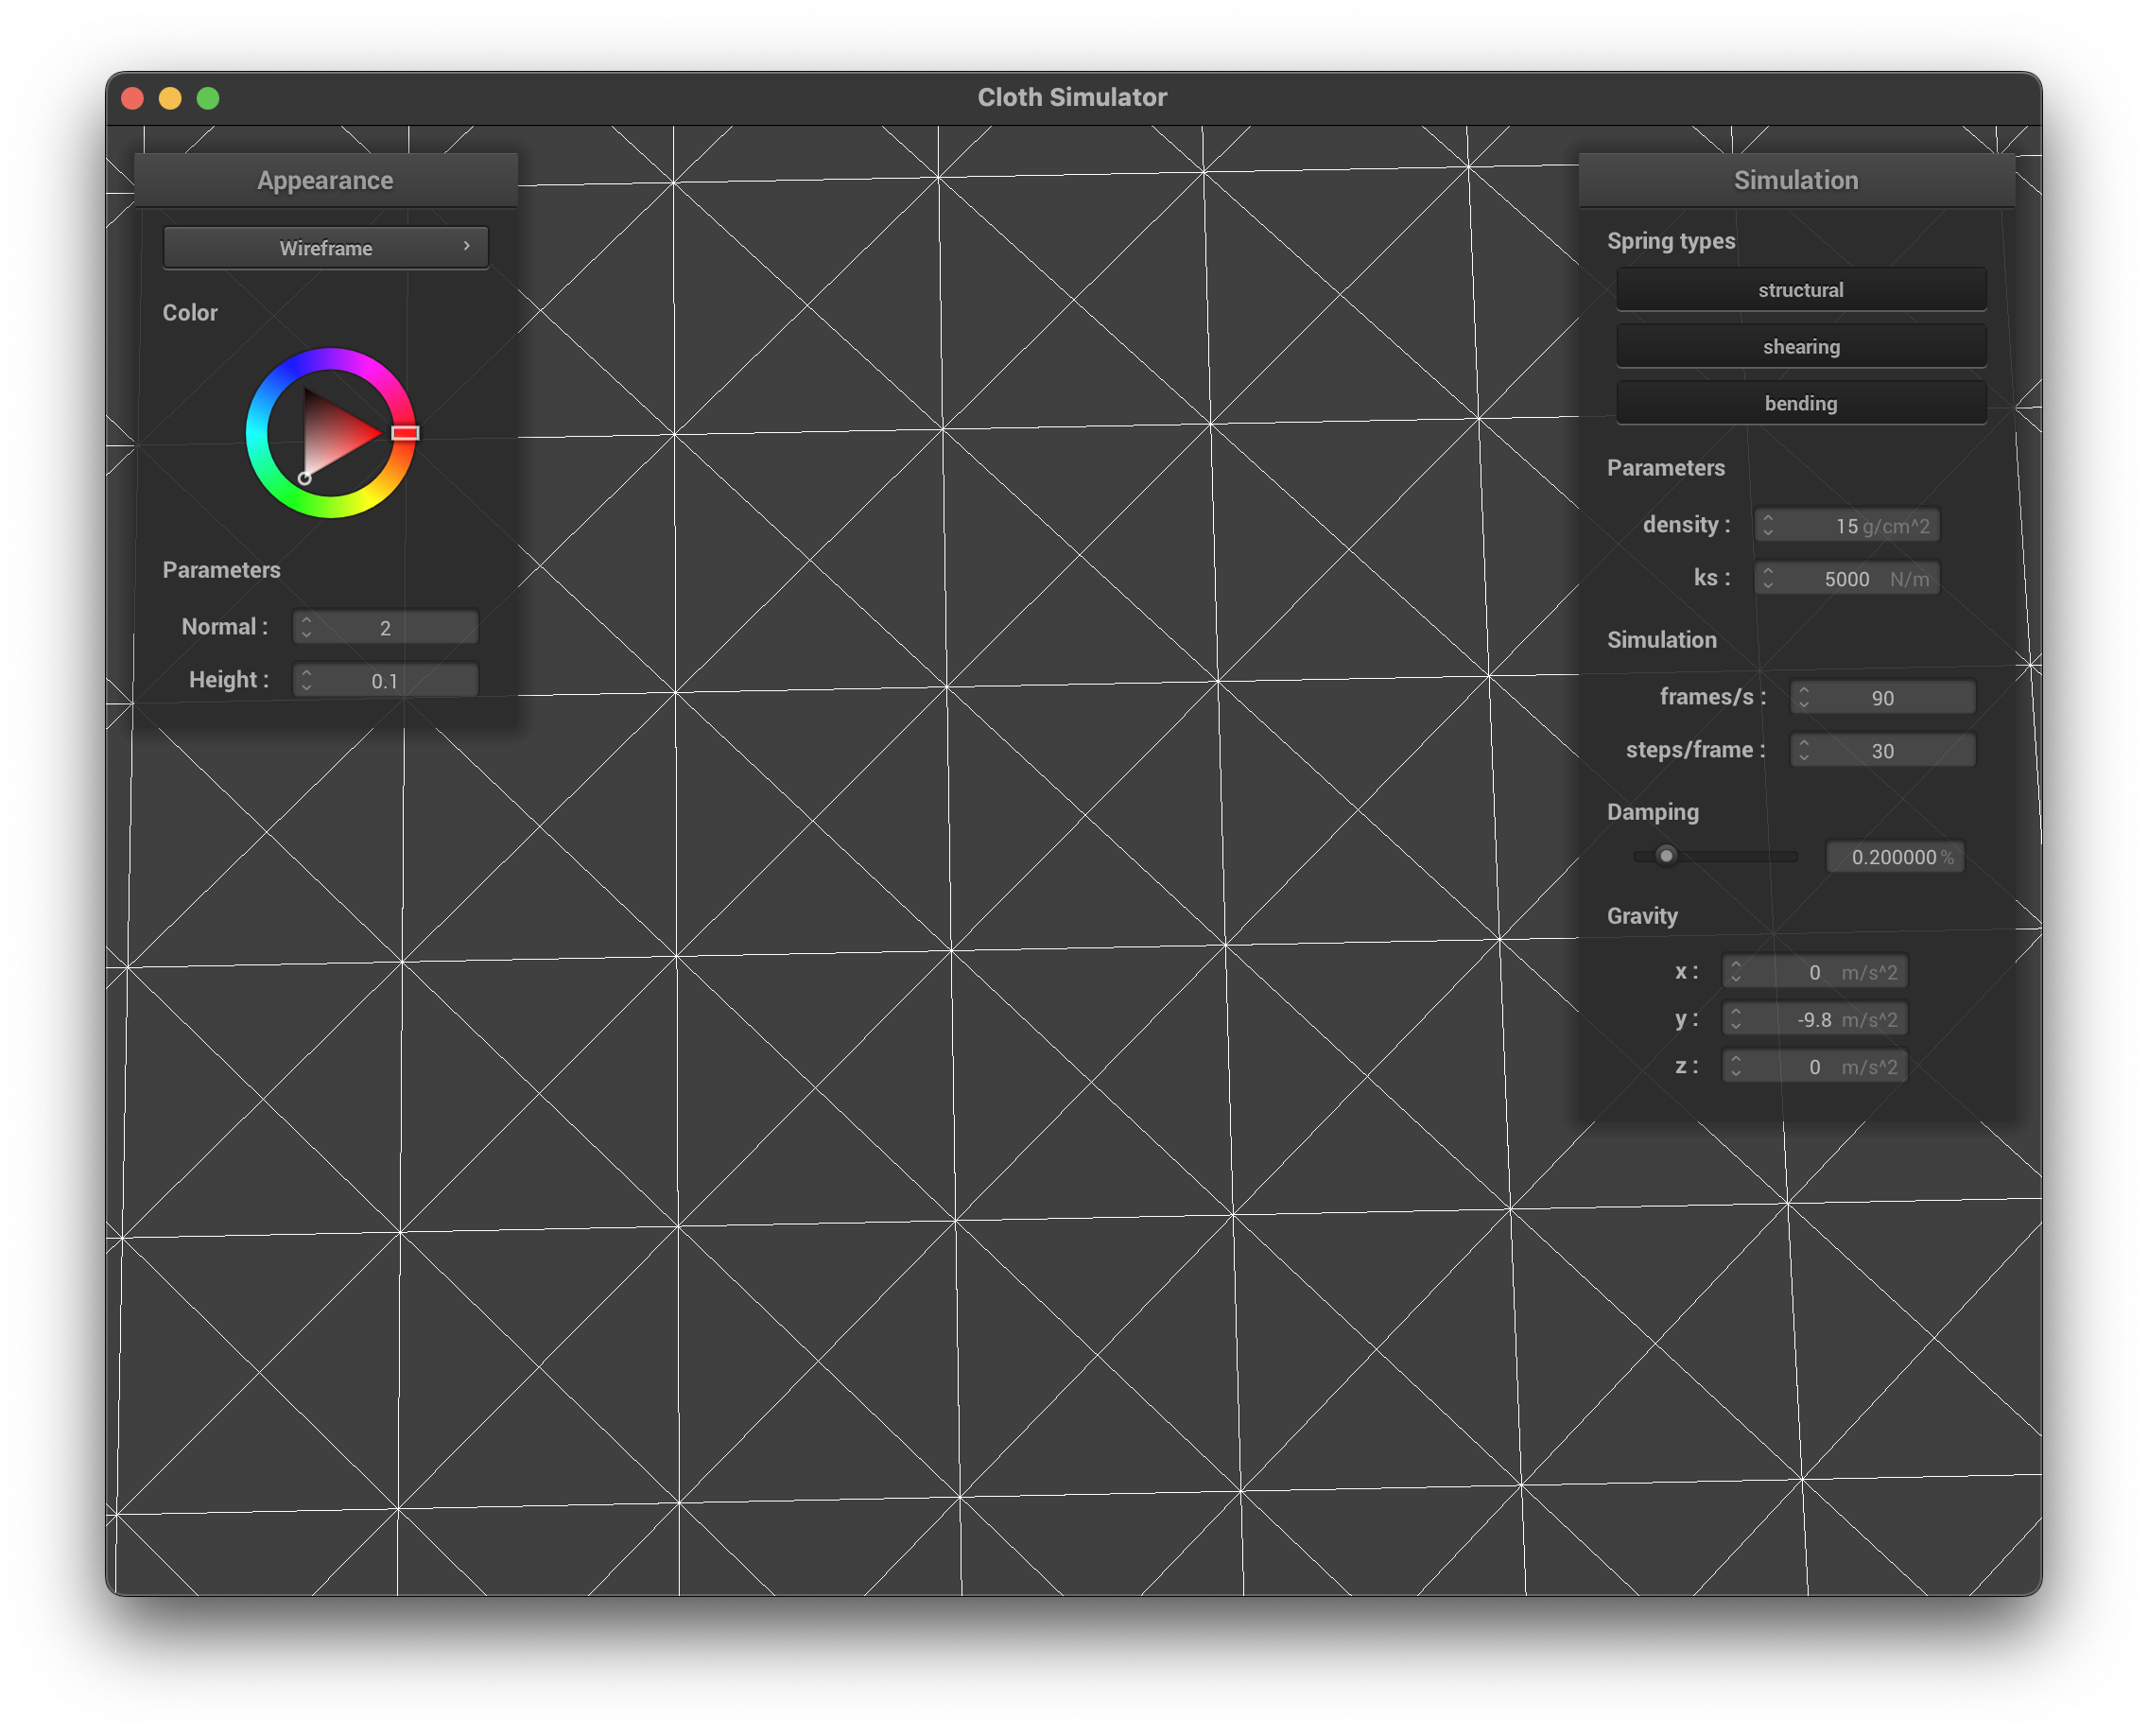 Cloth Simulator
Appearance
Wireframe
Color
Parameters
Normal : 2
Height : 0.1
Simulation
Spring types
structural
shearing
bending
Parameters
density : 15 g/cm^2
ks : 5000 N/m
Simulation
frames/s : 90
steps/frame : 30
Damping
0.200000 %
Gravity
x : 0 m/s^2
y : -9.8 m/s^2
z : 0 m/s^2